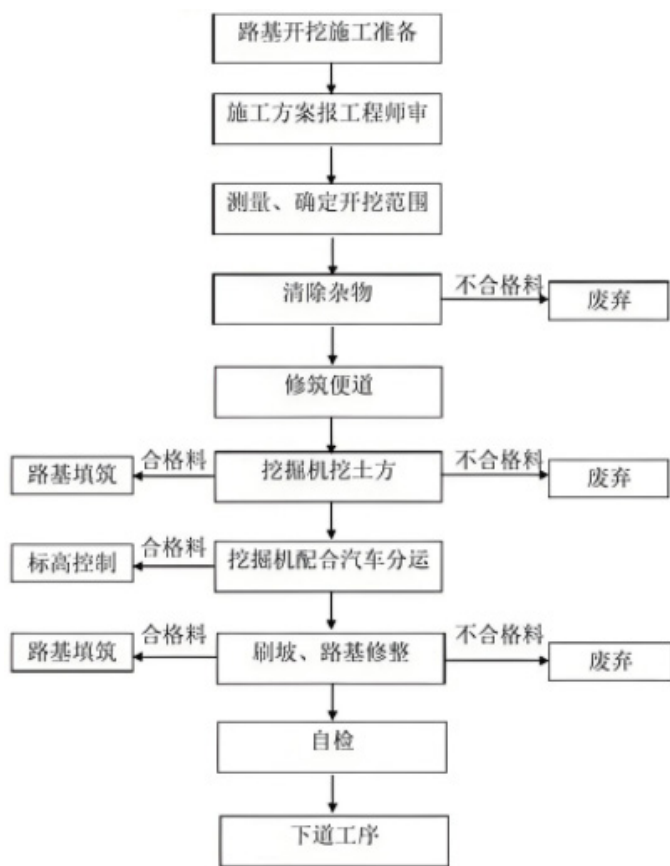 路基开挖施工准备
施工方案报工程师审
测量、确定开挖范围
清除杂物
不合格料
废弃
修筑便道
路基填筑
合格料
挖掘机挖土方
不合格料
废弃
标高控制
合格料
挖掘机配合汽车分运
路基填筑
合格料
刷坡、路基修整
不合格料
废弃
自检
下道工序